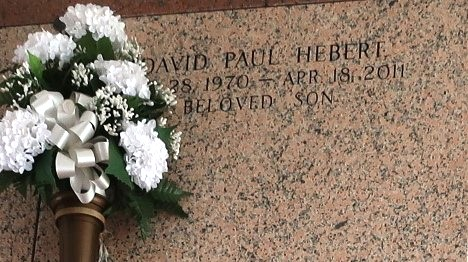 DAVID PAUL HEBERT
28, 1970 – APR. 18, 2011
BELOVED SON